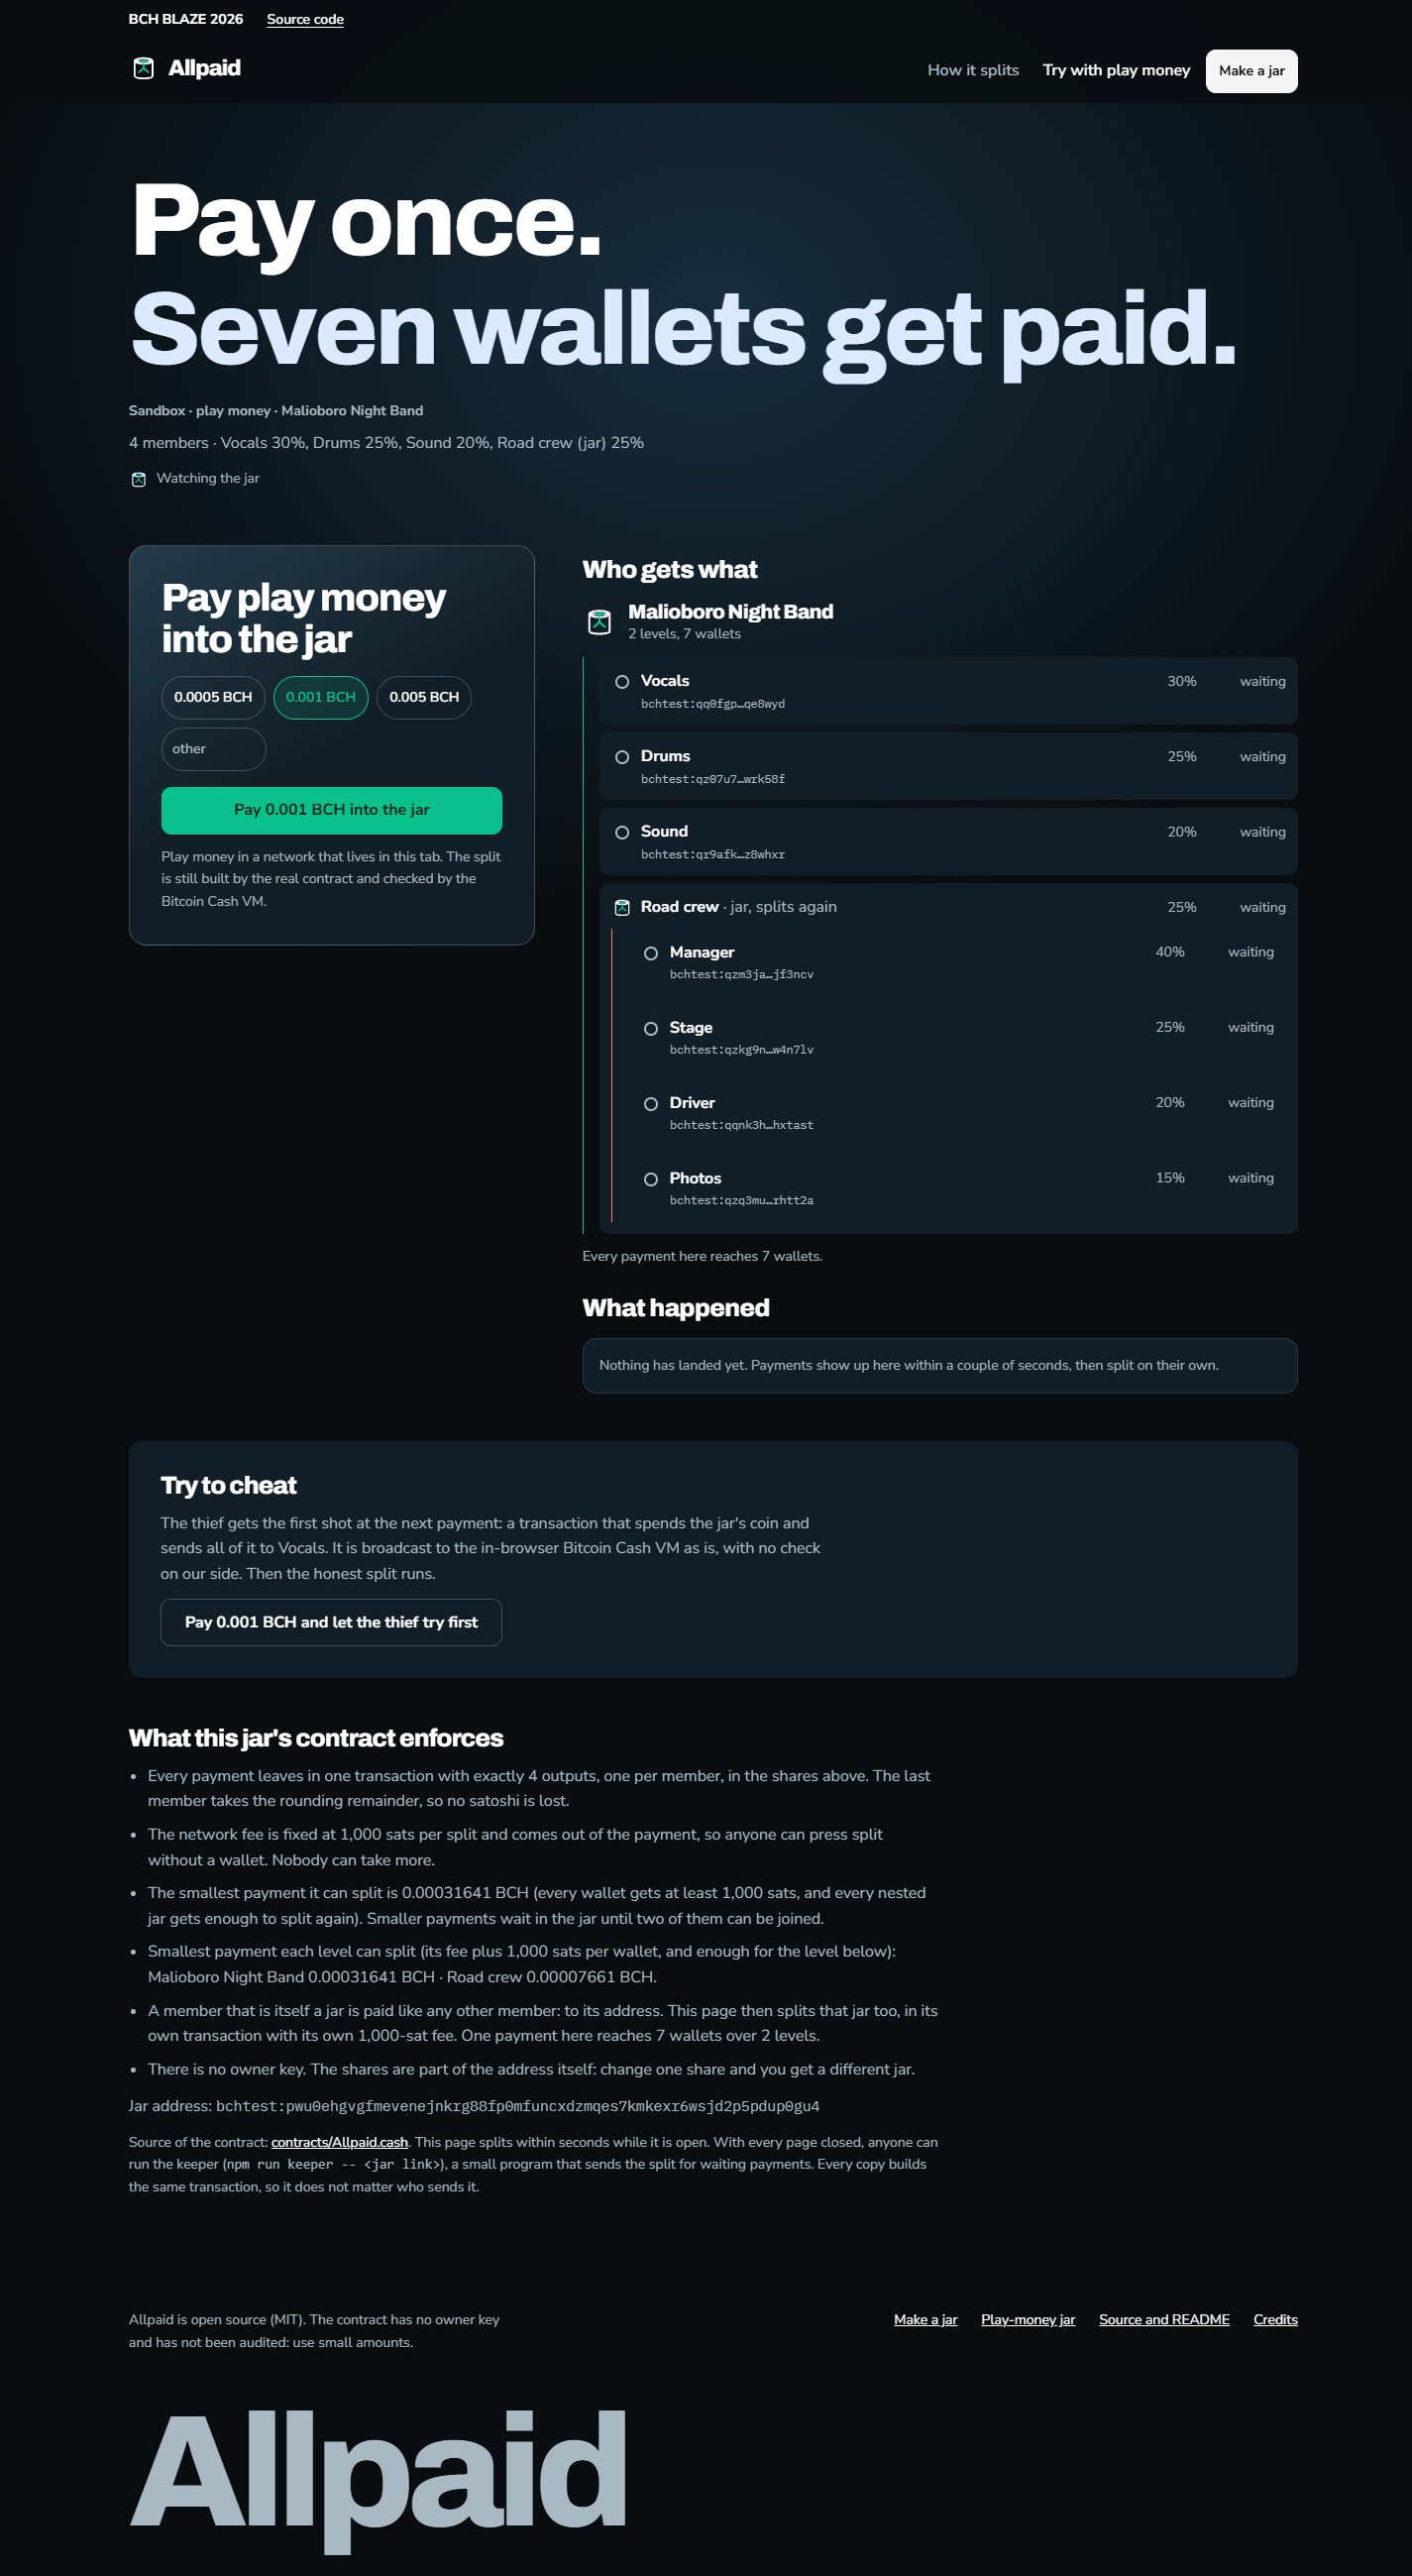 BCH BLAZE 2026 Source code
Allpaid
How it splits Try with play money Make a jar
Pay once.
Seven wallets get paid.
Sandbox · play money · Malioboro Night Band
4 members · Vocals 30%, Drums 25%, Sound 20%, Road crew (jar) 25%
Watching the jar
Pay play money
into the jar
0.0005 BCH 0.001 BCH 0.005 BCH
other
Pay 0.001 BCH into the jar
Play money in a network that lives in this tab. The split
is still built by the real contract and checked by the
Bitcoin Cash VM.
Who gets what
Malioboro Night Band
2 levels, 7 wallets
Vocals 30% waiting
bchtest:qq0fgp…qe8wyd
Drums 25% waiting
bchtest:qz07u7…wrk58f
Sound 20% waiting
bchtest:qr9afk…z8whxr
Road crew · jar, splits again 25% waiting
Manager 40% waiting
bchtest:qzm3ja…jf3ncv
Stage 25% waiting
bchtest:qzkg9n…w4n7lv
Driver 20% waiting
bchtest:qqnk3h…hxtast
Photos 15% waiting
bchtest:qzq3mu…rhtt2a
Every payment here reaches 7 wallets.
What happened
Nothing has landed yet. Payments show up here within a couple of seconds, then split on their own.
Try to cheat
The thief gets the first shot at the next payment: a transaction that spends the jar's coin and
sends all of it to Vocals. It is broadcast to the in-browser Bitcoin Cash VM as is, with no check
on our side. Then the honest split runs.
Pay 0.001 BCH and let the thief try first
What this jar's contract enforces
• Every payment leaves in one transaction with exactly 4 outputs, one per member, in the shares above. The last
member takes the rounding remainder, so no satoshi is lost.
• The network fee is fixed at 1,000 sats per split and comes out of the payment, so anyone can press split
without a wallet. Nobody can take more.
• The smallest payment it can split is 0.00031641 BCH (every wallet gets at least 1,000 sats, and every nested
jar gets enough to split again). Smaller payments wait in the jar until two of them can be joined.
• Smallest payment each level can split (its fee plus 1,000 sats per wallet, and enough for the level below):
Malioboro Night Band 0.00031641 BCH · Road crew 0.00007661 BCH.
• A member that is itself a jar is paid like any other member: to its address. This page then splits that jar too, in its
own transaction with its own 1,000-sat fee. One payment here reaches 7 wallets over 2 levels.
• There is no owner key. The shares are part of the address itself: change one share and you get a different jar.
Jar address: bchtest:pwu0ehgvgfmevenejnkrg88fp0mfuncxdzmqes7kmkexr6wsjd2p5pdup0gu4
Source of the contract: contracts/Allpaid.cash. This page splits within seconds while it is open. With every page closed, anyone can
run the keeper (npm run keeper -- <jar link>), a small program that sends the split for waiting payments. Every copy builds
the same transaction, so it does not matter who sends it.
Allpaid is open source (MIT). The contract has no owner key
and has not been audited: use small amounts.
Make a jar Play-money jar Source and README Credits
Allpaid